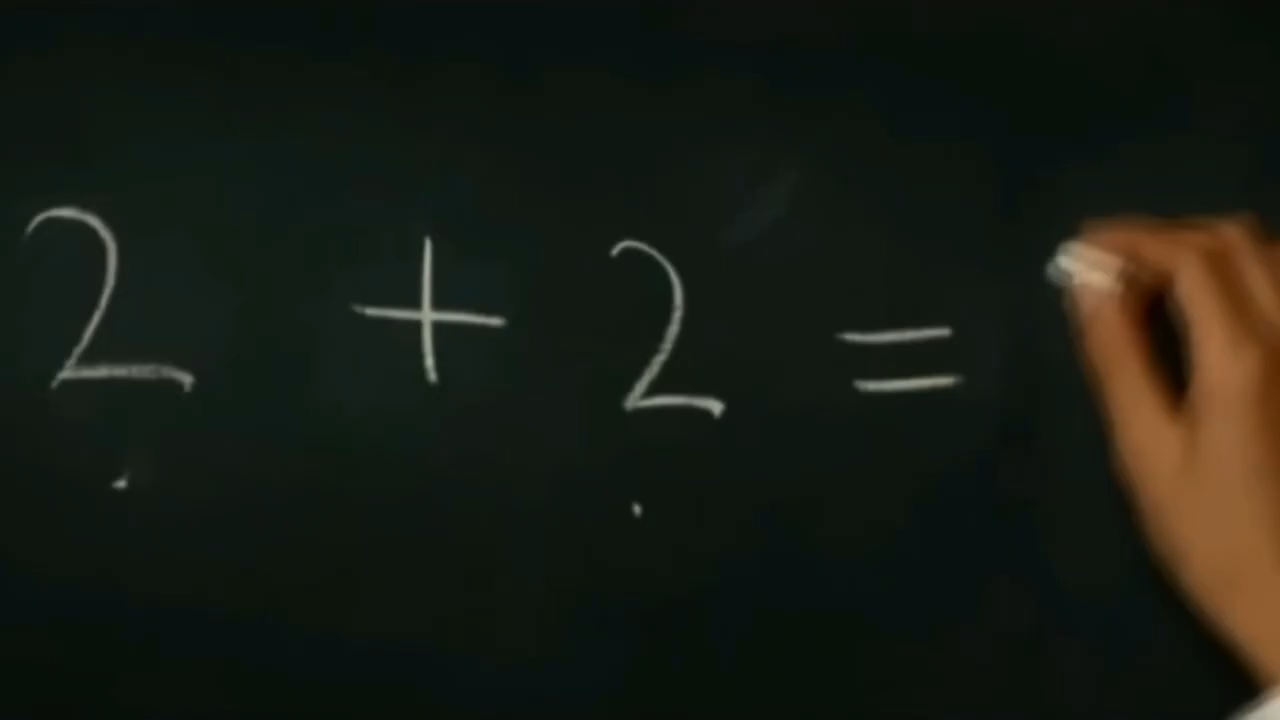 2 + 2 =